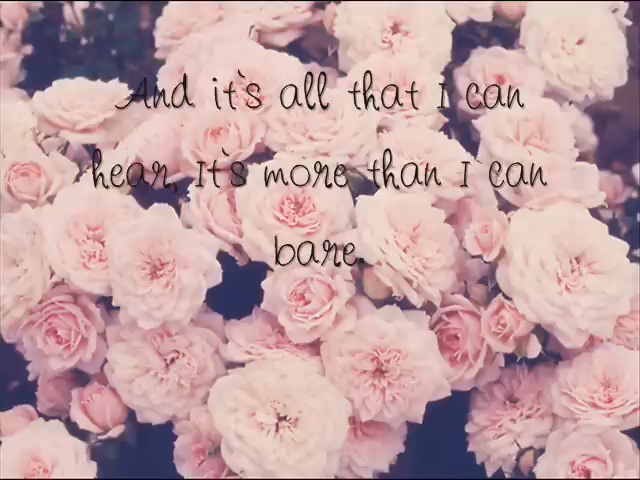 And it's all that I can
hear, It's more than I can
bare.